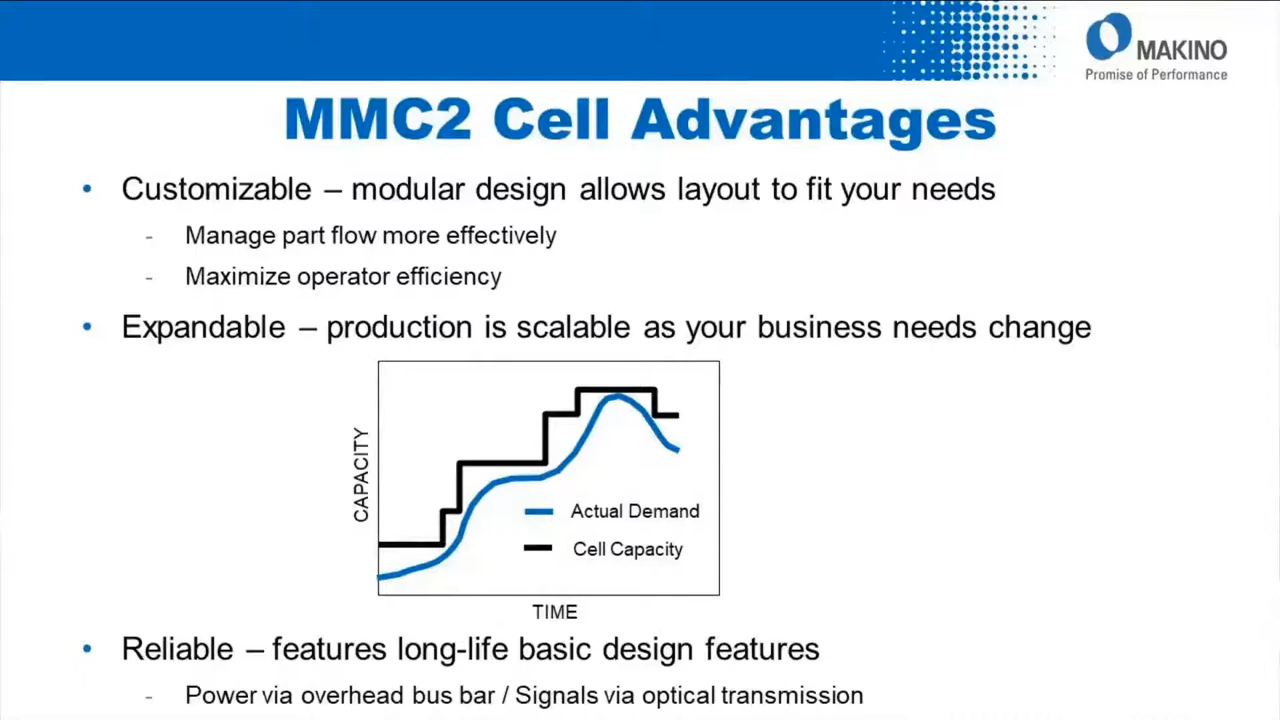 MAKINO
Promise of Performance
MMC2 Cell Advantages
• Customizable – modular design allows layout to fit your needs
- Manage part flow more effectively
- Maximize operator efficiency
• Expandable – production is scalable as your business needs change
CAPACITY
Actual Demand
Cell Capacity
TIME
• Reliable – features long-life basic design features
- Power via overhead bus bar / Signals via optical transmission